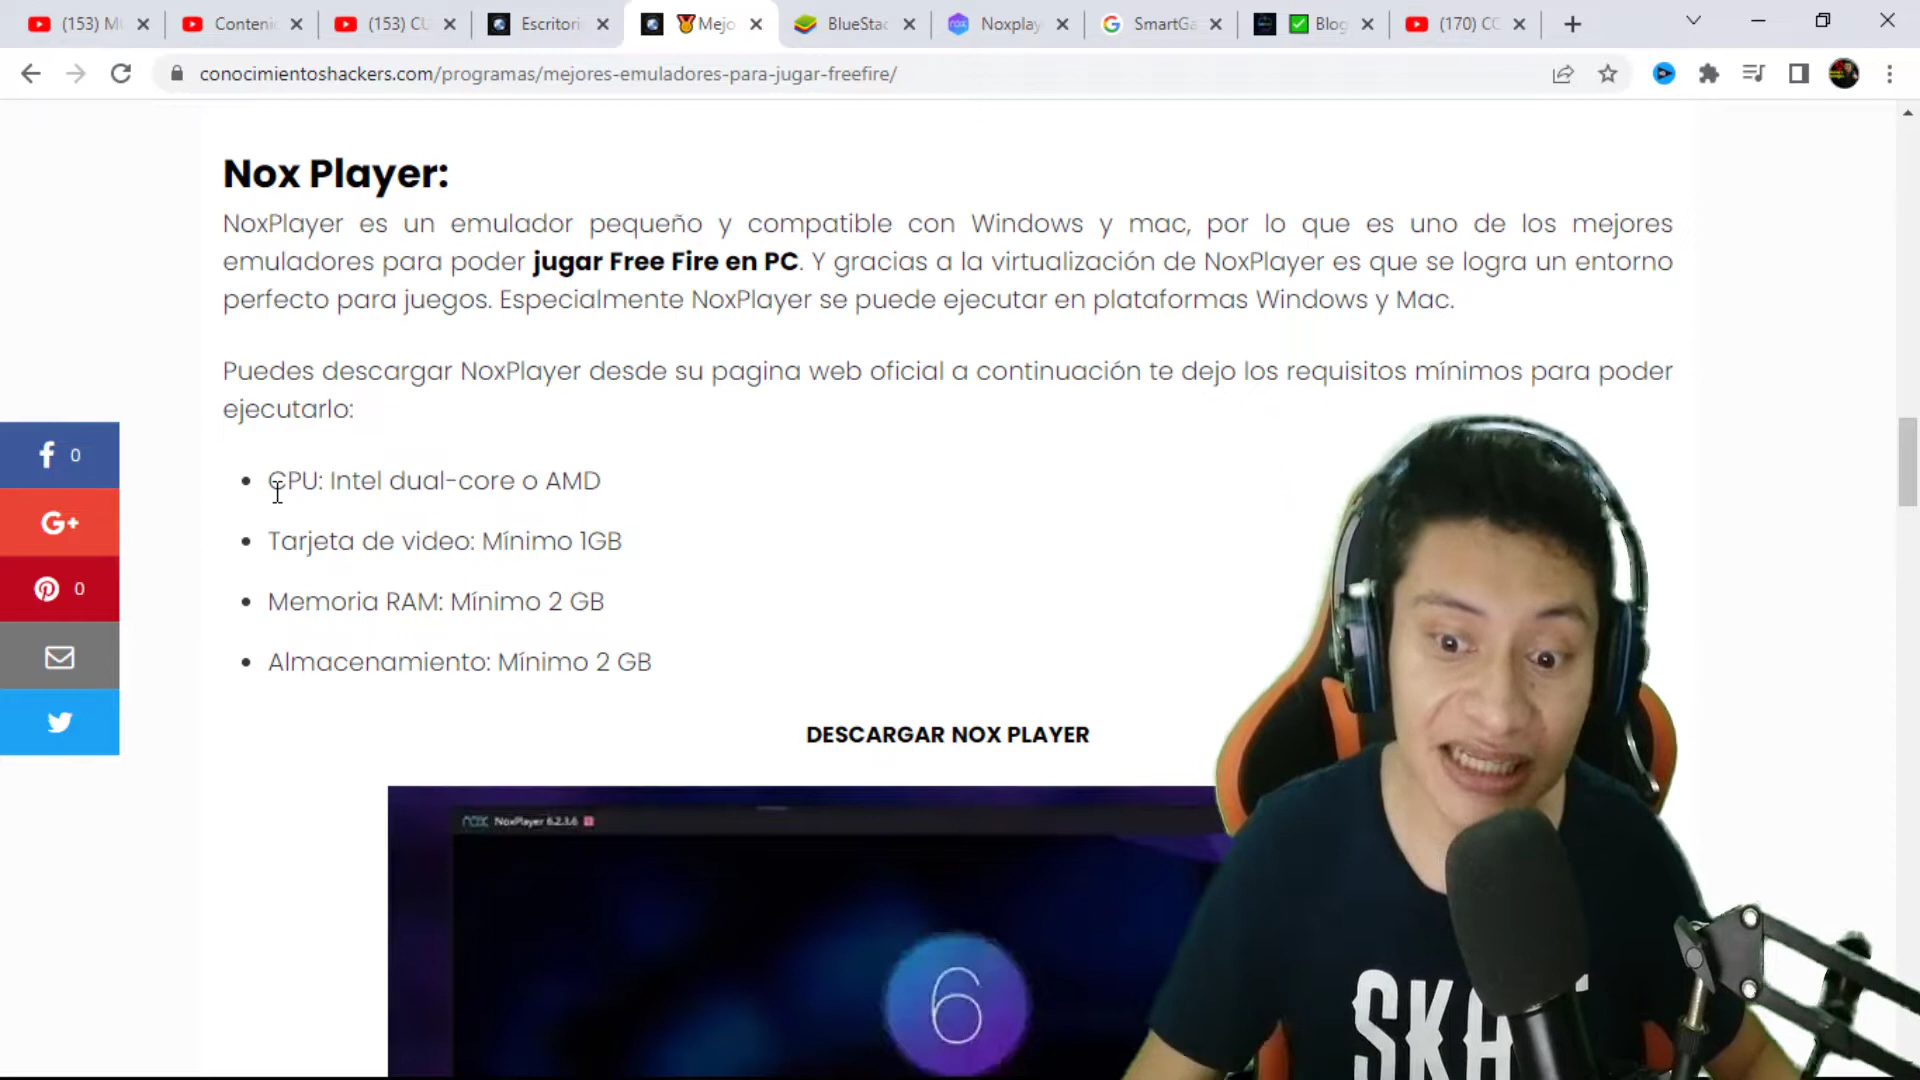 (153) M
Conteni
(153) CU
Escritori
Mejo
BlueStac
Noxplay
SmartGa
Blog
(170) CC
conocimientoshackers.com/programas/mejores-emuladores-para-jugar-freefire/
Nox Player:
NoxPlayer es un emulador pequeño y compatible con Windows y mac, por lo que es uno de los mejores
emuladores para poder jugar Free Fire en PC. Y gracias a la virtualización de NoxPlayer es que se logra un entorno
perfecto para juegos. Especialmente NoxPlayer se puede ejecutar en plataformas Windows y Mac.
Puedes descargar NoxPlayer desde su pagina web oficial a continuación te dejo los requisitos mínimos para poder
ejecutarlo:
CPU: Intel dual-core o AMD
Tarjeta de video: Mínimo 1GB
Memoria RAM: Mínimo 2 GB
Almacenamiento: Mínimo 2 GB
0
G+
0
DESCARGAR NOX PLAYER
nox NoxPlayer 6.2.3.6
6